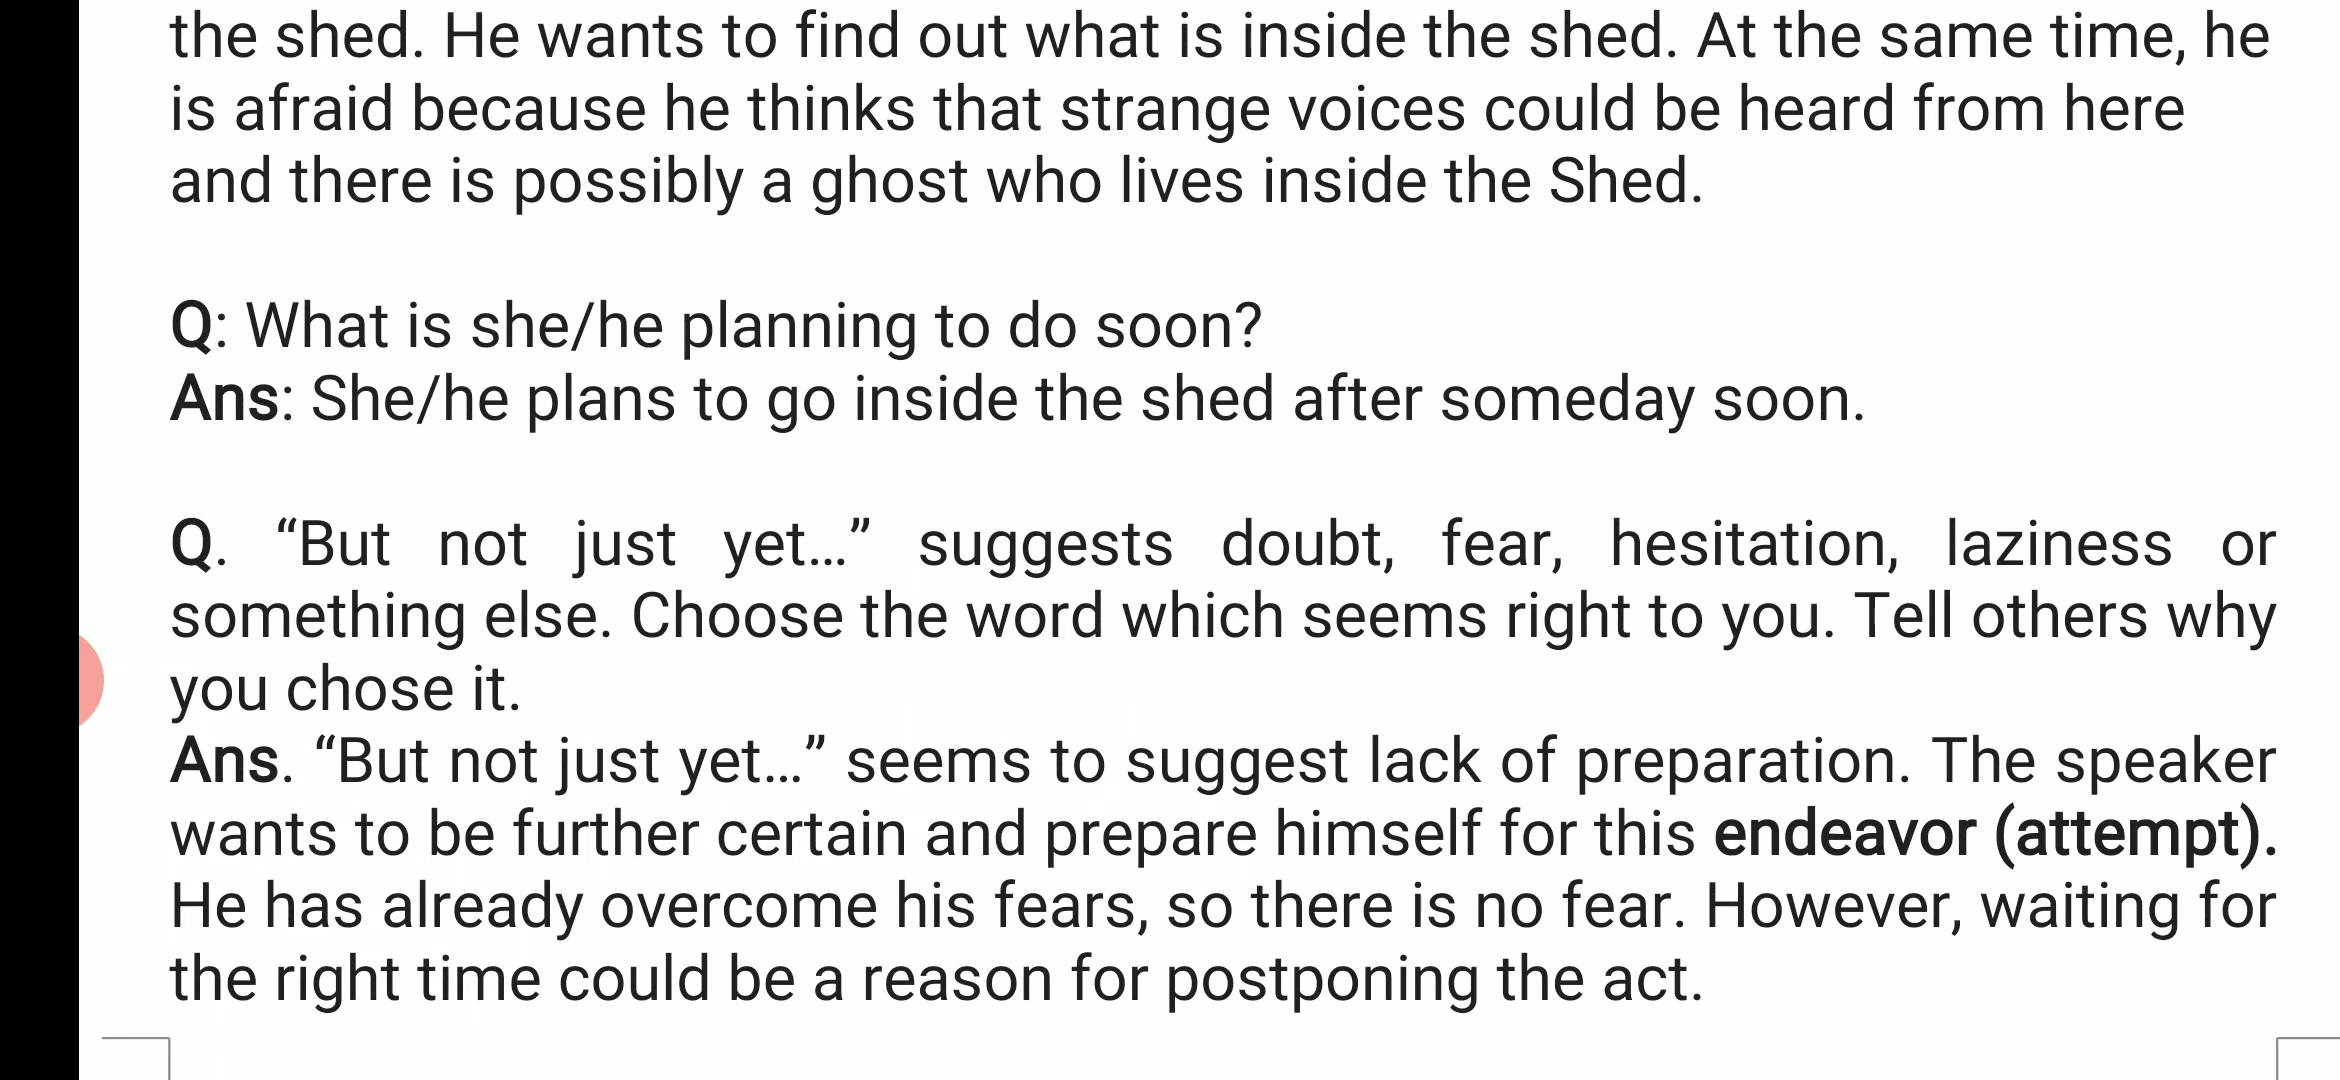 the shed. He wants to find out what is inside the shed. At the same time, he
is afraid because he thinks that strange voices could be heard from here
and there is possibly a ghost who lives inside the Shed.
Q: What is she/he planning to do soon?
Ans: She/he plans to go inside the shed after someday soon.
Q. “But not just yet...” suggests doubt, fear, hesitation, laziness or
something else. Choose the word which seems right to you. Tell others why
you chose it.
Ans. “But not just yet...” seems to suggest lack of preparation. The speaker
wants to be further certain and prepare himself for this endeavor (attempt).
He has already overcome his fears, so there is no fear. However, waiting for
the right time could be a reason for postponing the act.